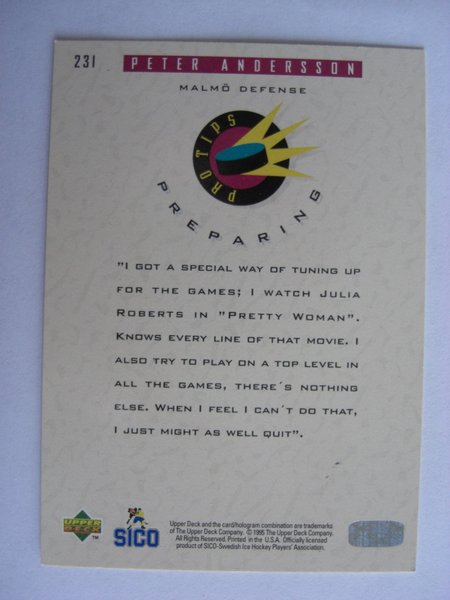 231 PETER ANDERSSON
MALMÖ DEFENSE
PRO TIPS
PREPARING
"I GOT A SPECIAL WAY OF TUNING UP
FOR THE GAMES; I WATCH JULIA
ROBERTS IN "PRETTY WOMAN".
KNOWS EVERY LINE OF THAT MOVIE. I
ALSO TRY TO PLAY ON A TOP LEVEL IN
ALL THE GAMES, THERE´S NOTHING
ELSE. WHEN I FEEL I CAN´T DO THAT,
I JUST MIGHT AS WELL QUIT".
UPPER DECK TM
SICO
Upper Deck and the card/hologram combination are trademarks
of The Upper Deck Company. © 1995 The Upper Deck Company.
All Rights Reserved. Printed in the U.S.A. Officially licensed
product of SICO-Swedish Ice Hockey Players' Association.